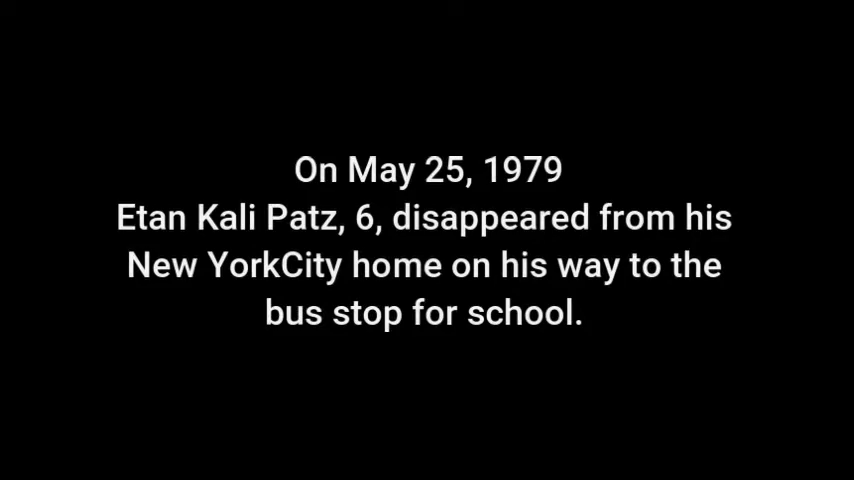 On May 25, 1979
Etan Kali Patz, 6, disappeared from his
New YorkCity home on his way to the
bus stop for school.